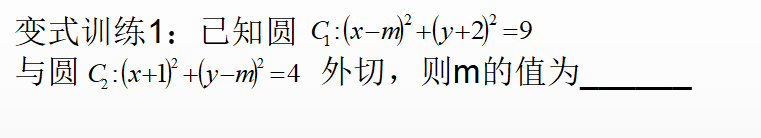 变式训练1：已知圆 C₁:(x−m)²+(y+2)²=9
与圆 C₂:(x+1)²+(y−m)²=4 外切，则m的值为______